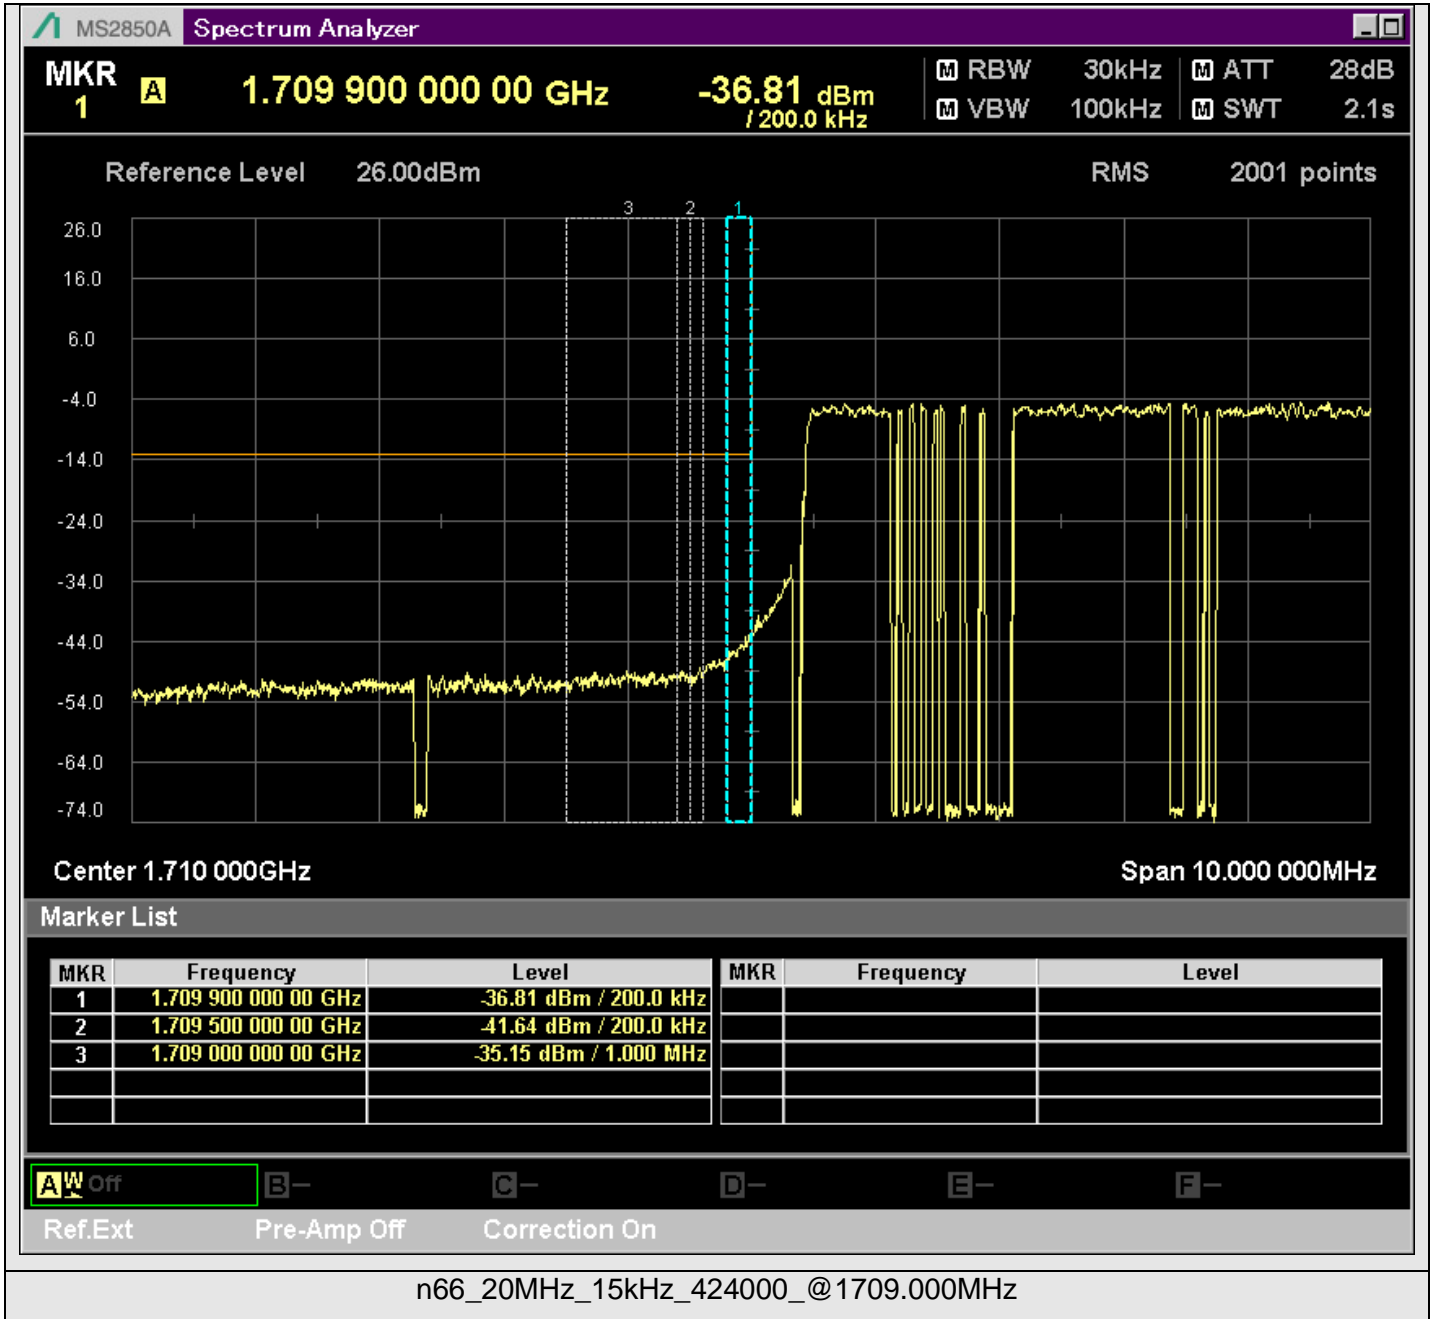 MS2850A Spectrum Analyzer
MKR 1 A 1.709 900 000 00 GHz -36.81 dBm / 200.0 kHz
M RBW 30kHz M ATT 28dB
M VBW 100kHz M SWT 2.1s
Reference Level 26.00dBm RMS 2001 points
3 2 1
26.0
16.0
6.0
-4.0
-14.0
-24.0
-34.0
-44.0
-54.0
-64.0
-74.0
Center 1.710 000GHz Span 10.000 000MHz
Marker List
MKR Frequency Level MKR Frequency Level
1 1.709 900 000 00 GHz -36.81 dBm / 200.0 kHz
2 1.709 500 000 00 GHz -41.64 dBm / 200.0 kHz
3 1.709 000 000 00 GHz -35.15 dBm / 1.000 MHz
A W Off B- C- D- E- F-
Ref.Ext Pre-Amp Off Correction On
n66_20MHz_15kHz_424000_@1709.000MHz